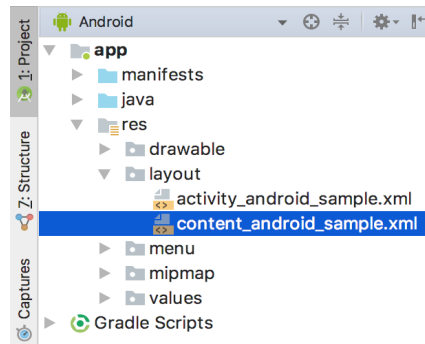 Android
app
manifests
java
res
drawable
layout
activity_android_sample.xml
content_android_sample.xml
menu
mipmap
values
Gradle Scripts
1: Project
Z: Structure
Captures